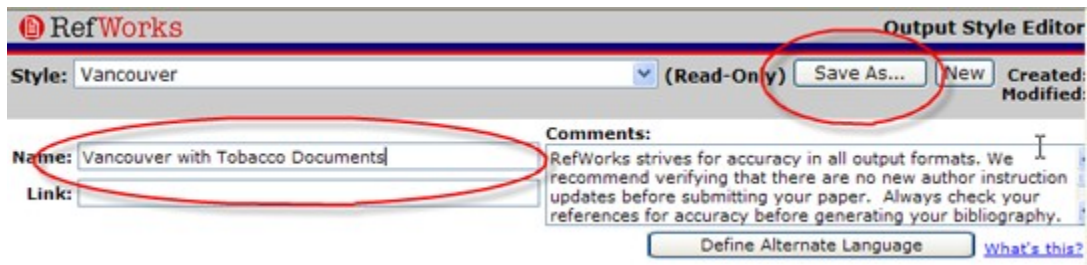 RefWorks
Output Style Editor
Style: Vancouver (Read-Only) Save As... New Created:
Modified:
Comments:
Name: Vancouver with Tobacco Documents
RefWorks strives for accuracy in all output formats. We
Link:
recommend verifying that there are no new author instruction
updates before submitting your paper. Always check your
references for accuracy before generating your bibliography.
Define Alternate Language What's this?